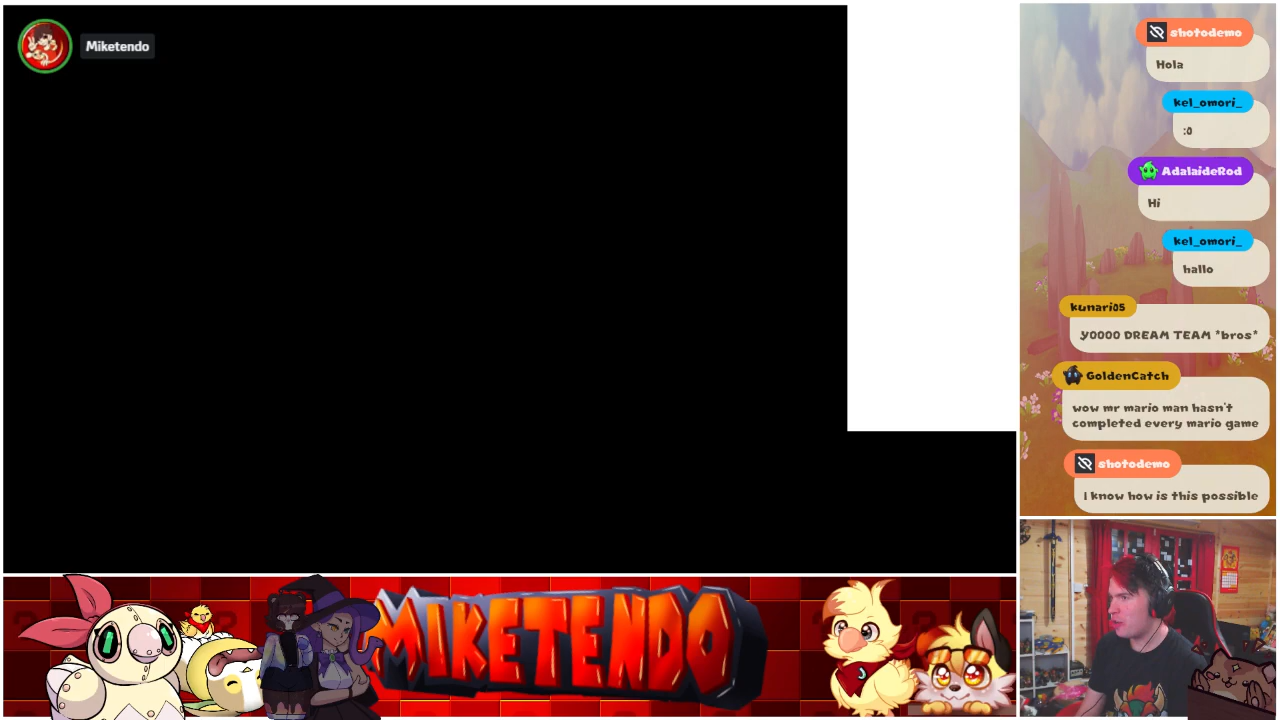 Miketendo
shotodemo
Hola
kel_omori_
:0
AdalaideRod
Hi
kel_omori_
hallo
kunari05
YOOOO DREAM TEAM *bros*
GoldenCatch
wow mr mario man hasn't
completed every mario game
shotodemo
I know how is this possible
MIKETENDO